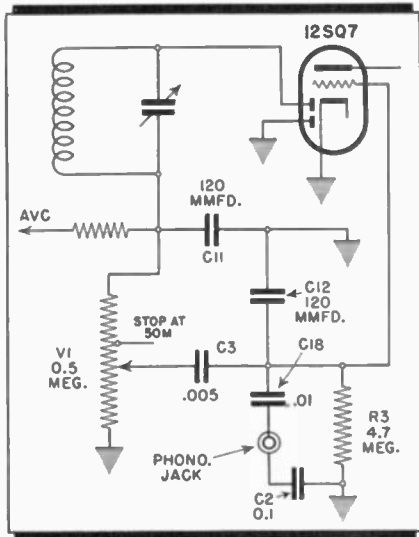 12SQ7
120
MMFD.
AVC
C11
C12
120
MMFD.
STOP AT
50M
C3
C18
V1
0.5
MEG.
.005
.01
R3
4.7
MEG.
PHONO.
JACK
C2
0.1